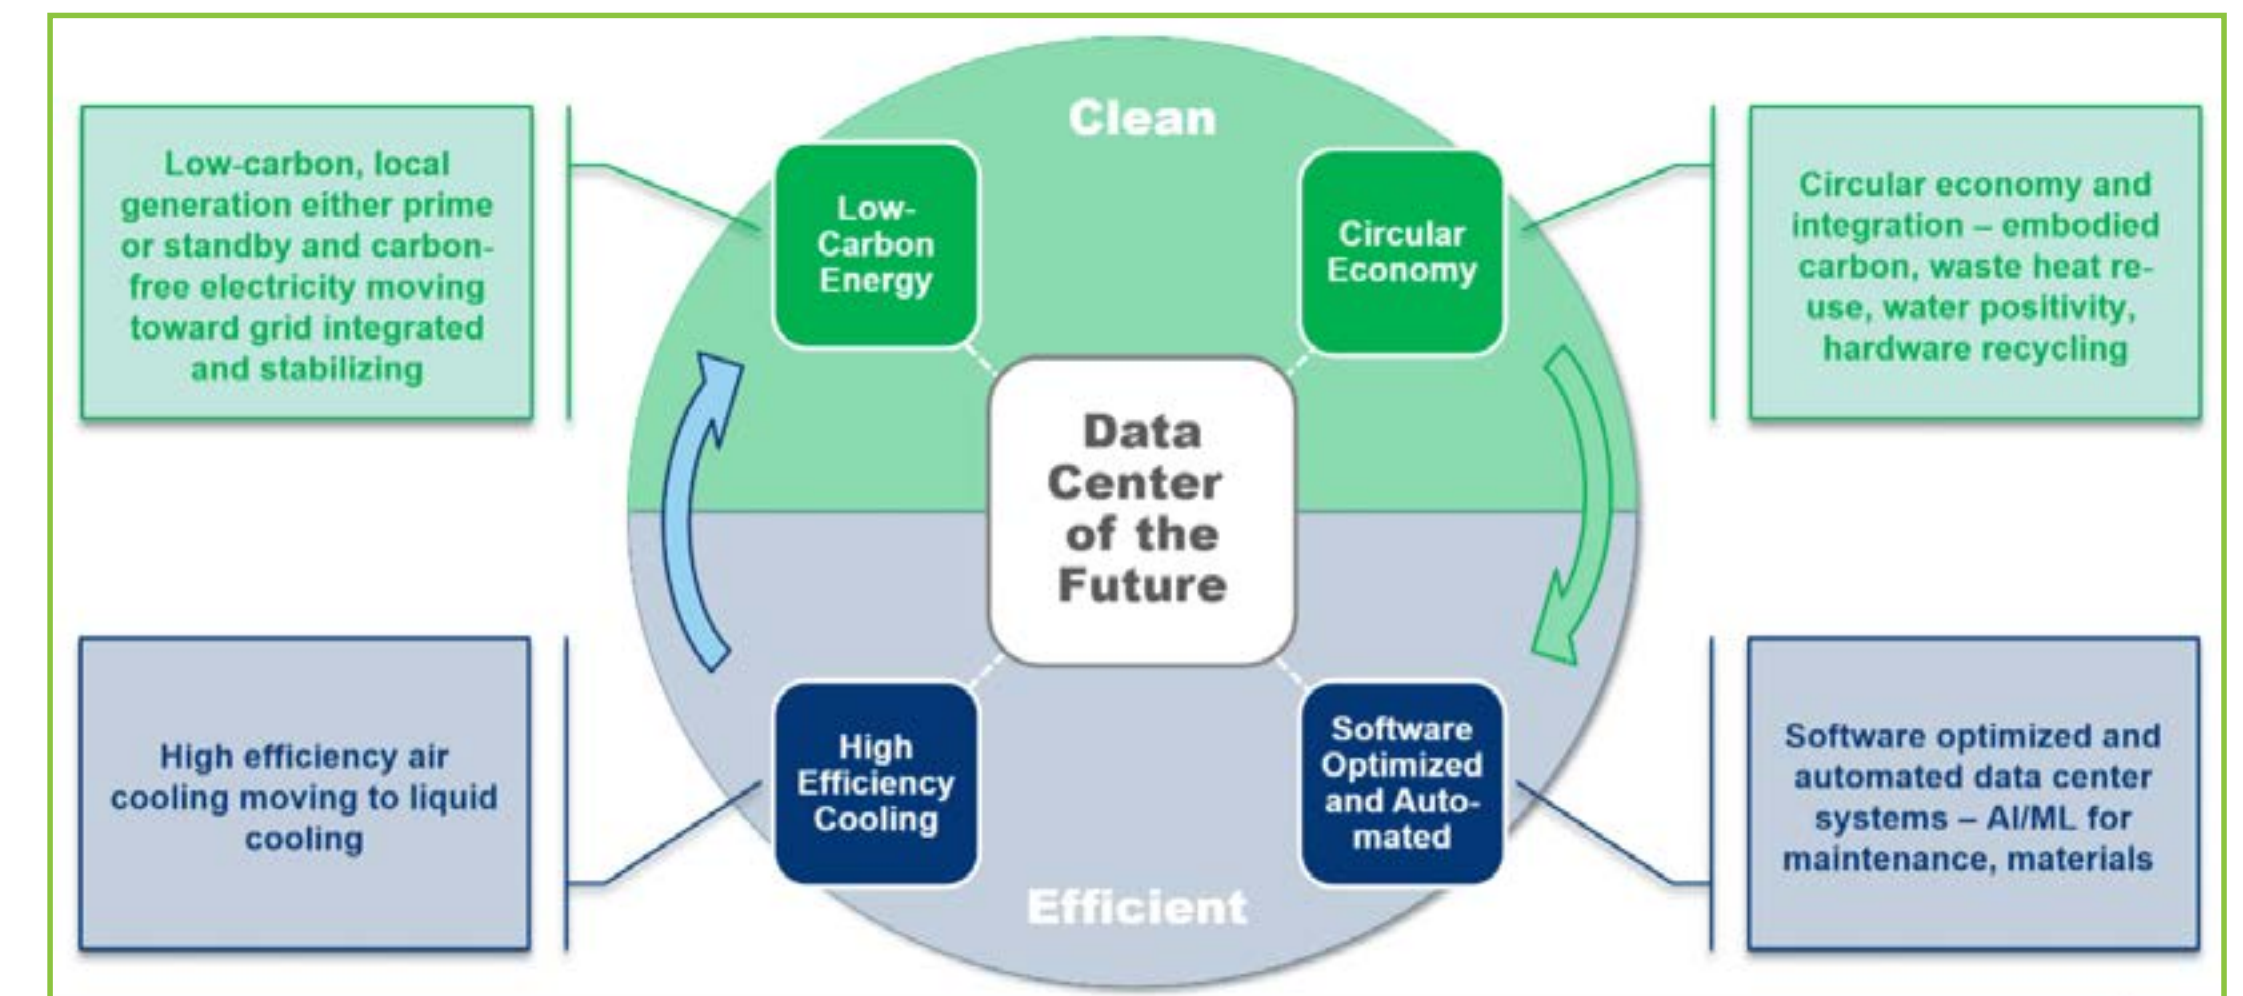 Clean
Low-carbon, local
generation either prime
or standby and carbon-
free electricity moving
toward grid integrated
and stabilizing
Low-
Carbon
Energy
Circular
Economy
Circular economy and
integration – embodied
carbon, waste heat re-
use, water positivity,
hardware recycling
Data
Center
of the
Future
High efficiency air
cooling moving to liquid
cooling
High
Efficiency
Cooling
Software
Optimized
and Auto-
mated
Software optimized and
automated data center
systems – AI/ML for
maintenance, materials
Efficient